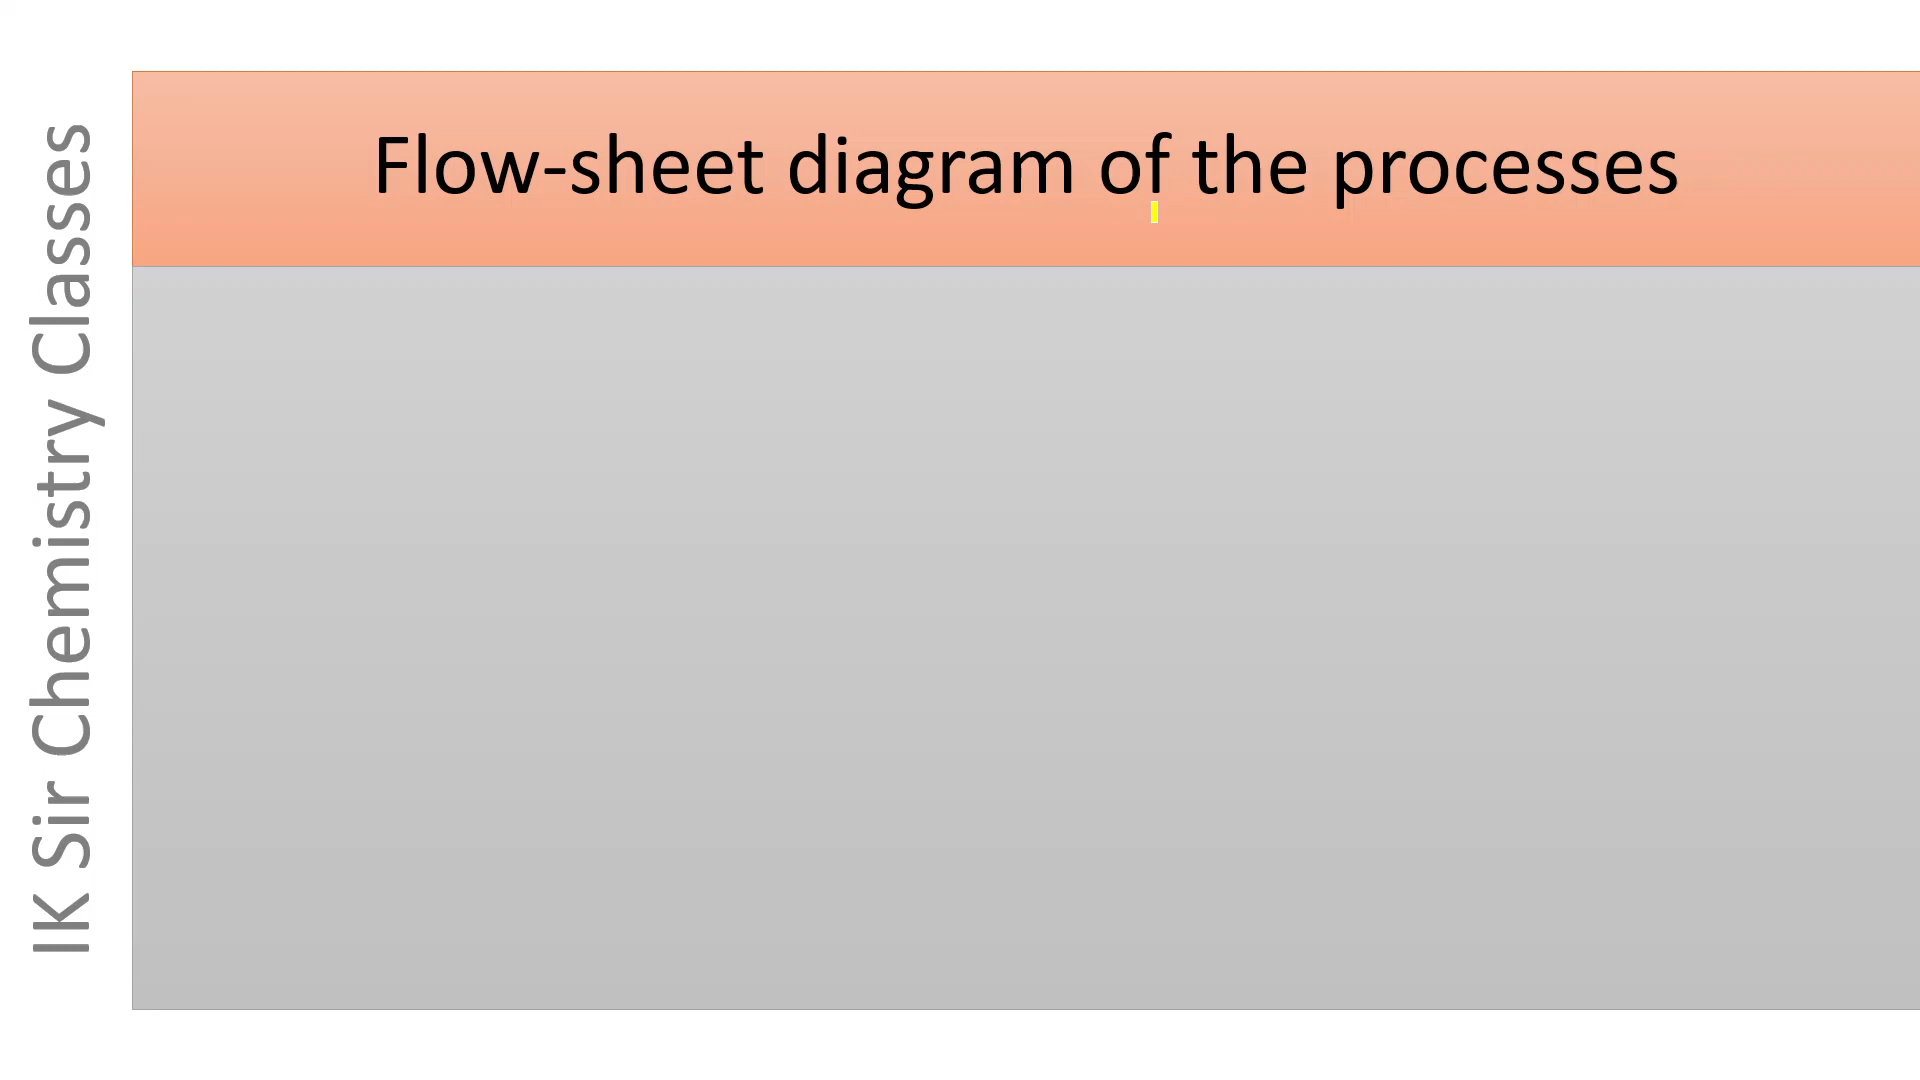 Flow-sheet diagram of the processes
IK Sir Chemistry Classes